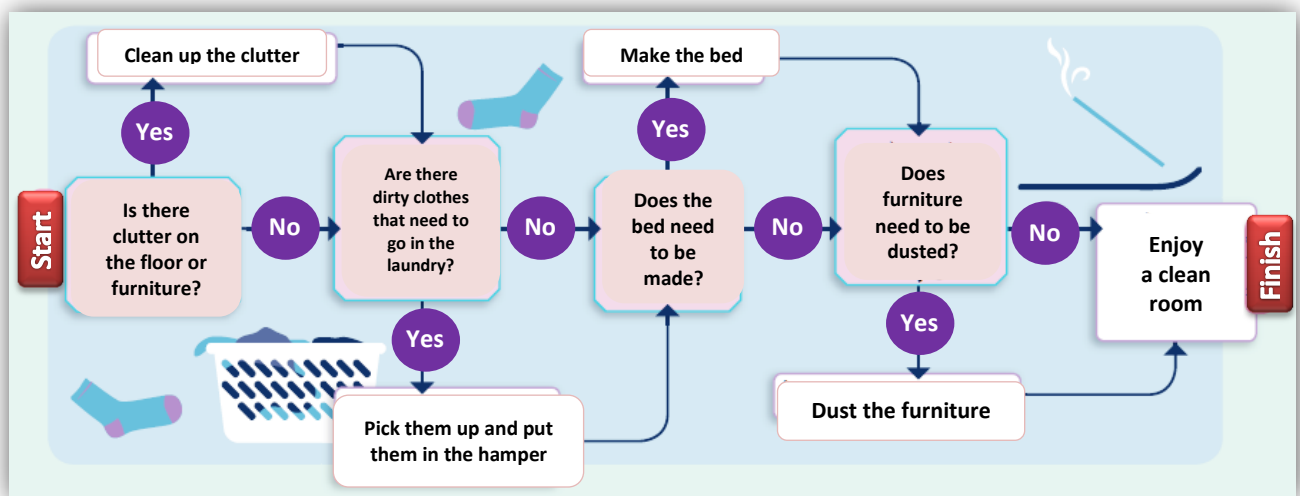 Start
Is there
clutter on
the floor or
furniture?
Yes
Clean up the clutter
No
Are there
dirty clothes
that need to
go in the
laundry?
Yes
Pick them up and put
them in the hamper
No
Does the
bed need
to be
made?
Yes
Make the bed
No
Does
furniture
need to be
dusted?
Yes
Dust the furniture
No
Enjoy
a clean
room
Finish